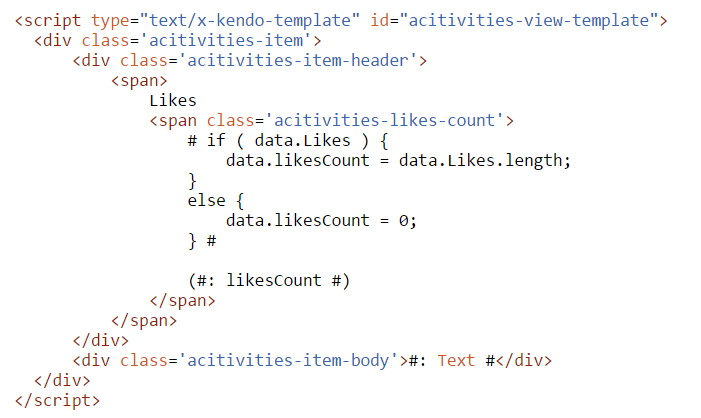 <script type="text/x-kendo-template" id="acitivities-view-template">
  <div class='acitivities-item'>
      <div class='acitivities-item-header'>
          <span>
              Likes
              <span class='acitivities-likes-count'>
                  # if ( data.Likes ) {
                      data.likesCount = data.Likes.length;
                  }
                  else {
                      data.likesCount = 0;
                  } #

                  (#: likesCount #)
              </span>
          </span>
      </div>
      <div class='acitivities-item-body'>#: Text #</div>
  </div>
</script>